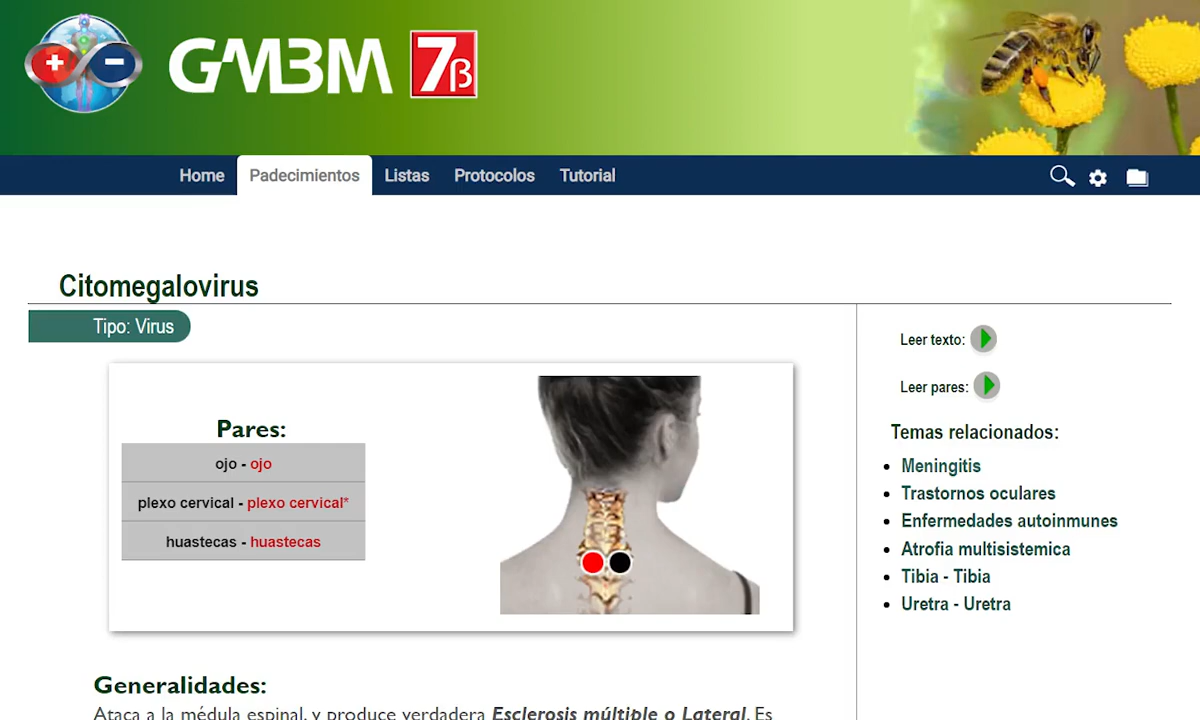 GMBM 7β
Home Padecimientos Listas Protocolos Tutorial
Citomegalovirus
Tipo: Virus
Pares:
ojo - ojo
plexo cervical - plexo cervical*
huastecas - huastecas
Leer texto:
Leer pares:
Temas relacionados:
Meningitis
Trastornos oculares
Enfermedades autoinmunes
Atrofia multisistemica
Tibia - Tibia
Uretra - Uretra
Generalidades:
Ataca a la médula espinal, y produce verdadera Esclerosis múltiple o Lateral. Es